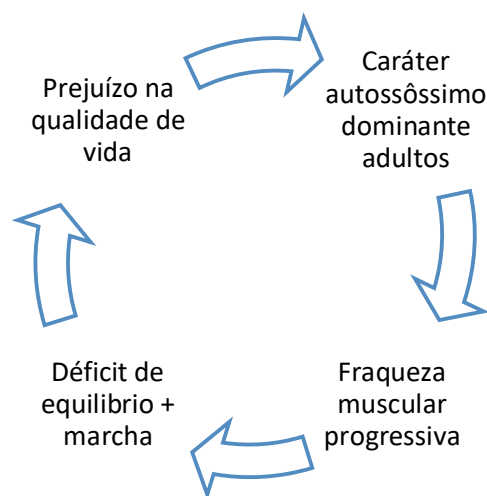 Prejuízo na
qualidade de
vida
Caráter
autossôssimo
dominante
adultos
Fraqueza
muscular
progressiva
Déficit de
equilibrio +
marcha